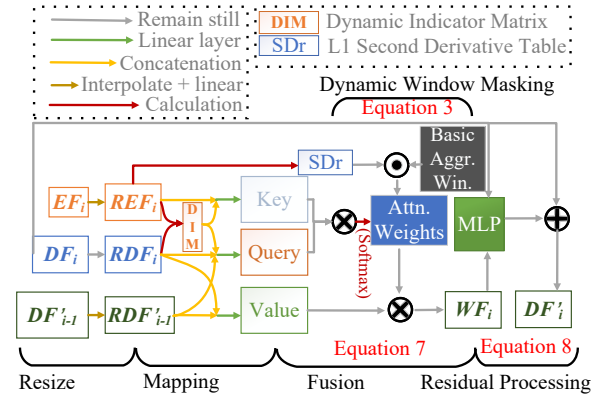 Remain still
Linear layer
Concatenation
Interpolate + linear
Calculation
DIM Dynamic Indicator Matrix
SDr L1 Second Derivative Table
Dynamic Window Masking
Equation 3
SDr
Basic
Aggr.
Win.
EFᵢ REFᵢ
D
I
M
Key
DFᵢ RDFᵢ
Query
(Softmax)
Attn.
Weights
MLP
DF'ᵢ₋₁ RDF'ᵢ₋₁
Value
WFᵢ DF'ᵢ
Equation 7 Equation 8
Resize Mapping Fusion Residual Processing